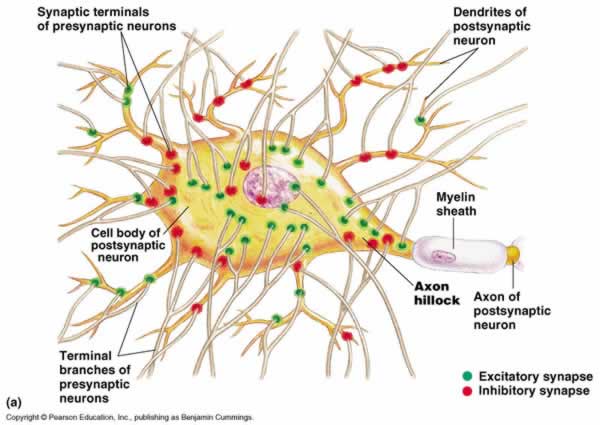 Synaptic terminals
of presynaptic neurons
Dendrites of
postsynaptic
neuron
Myelin
sheath
Cell body of
postsynaptic
neuron
Axon
hillock
Axon of
postsynaptic
neuron
Terminal
branches of
presynaptic
neurons
Excitatory synapse
Inhibitory synapse
(a)
Copyright © Pearson Education, Inc., publishing as Benjamin Cummings.